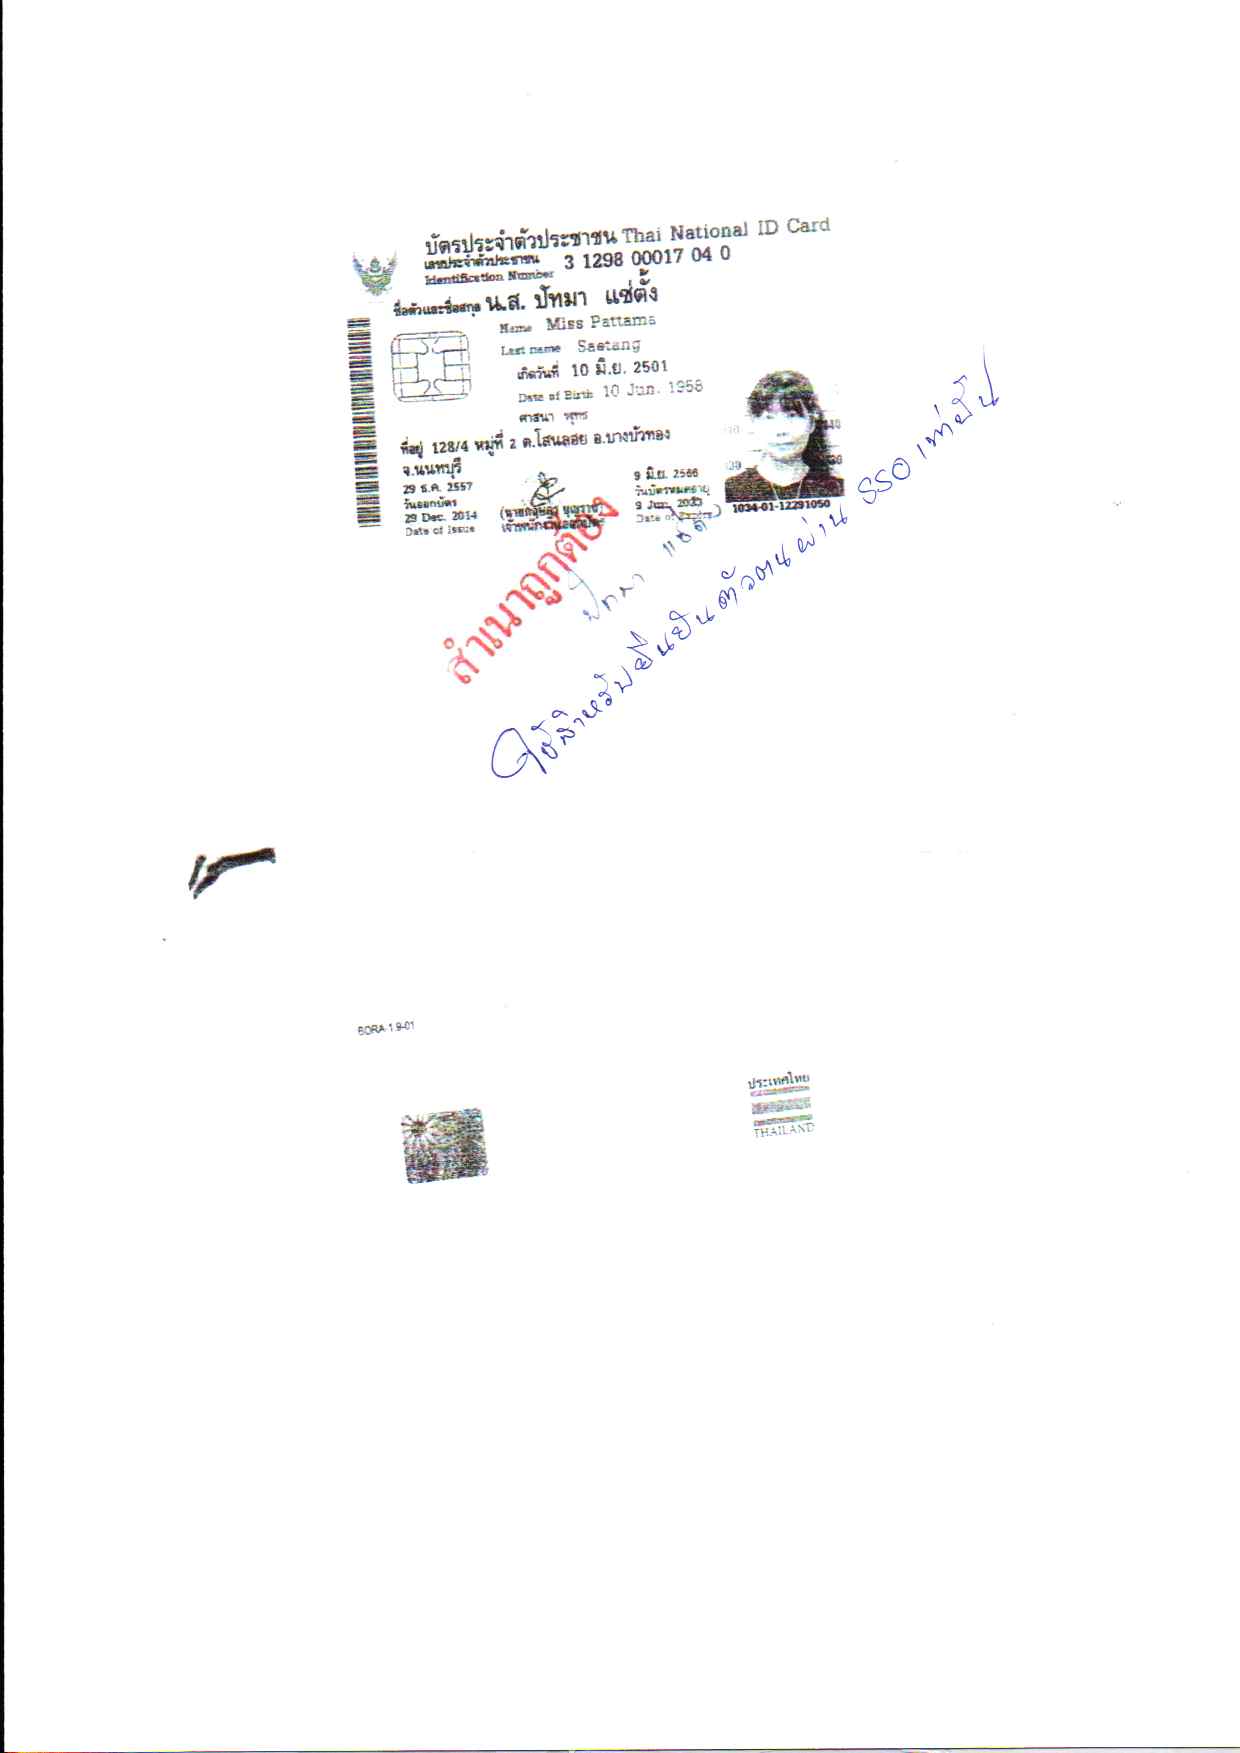 บัตรประจำตัวประชาชน Thai National ID Card
เลขประจำตัวประชาชน 3 1298 00017 04 0
Identification Number
ชื่อตัวและชื่อสกุล น.ส. ปัทมา แซ่ตั้ง
Name Miss Pattama
Last name Saetang
เกิดวันที่ 10 มิ.ย. 2501
Date of Birth 10 Jun. 1958
ศาสนา พุทธ
ที่อยู่ 128/4 หมู่ที่ 2 ต.โสนลอย อ.บางบัวทอง
จ.นนทบุรี
29 ธ.ค. 2557
วันออกบัตร
29 Dec. 2014
Date of Issue
เจ้าพนักงานออกบัตร
9 มิ.ย. 2566
วันบัตรหมดอายุ
9 Jun. 2023
Date of Expiry
1034-01-12291050
สำเนาถูกต้อง
ปัทมา แซ่ตั้ง
ใช้สำหรับยืนยันตัวตนผ่าน SSO เท่านั้น
BORA-1.9-01
ประเทศไทย
THAILAND